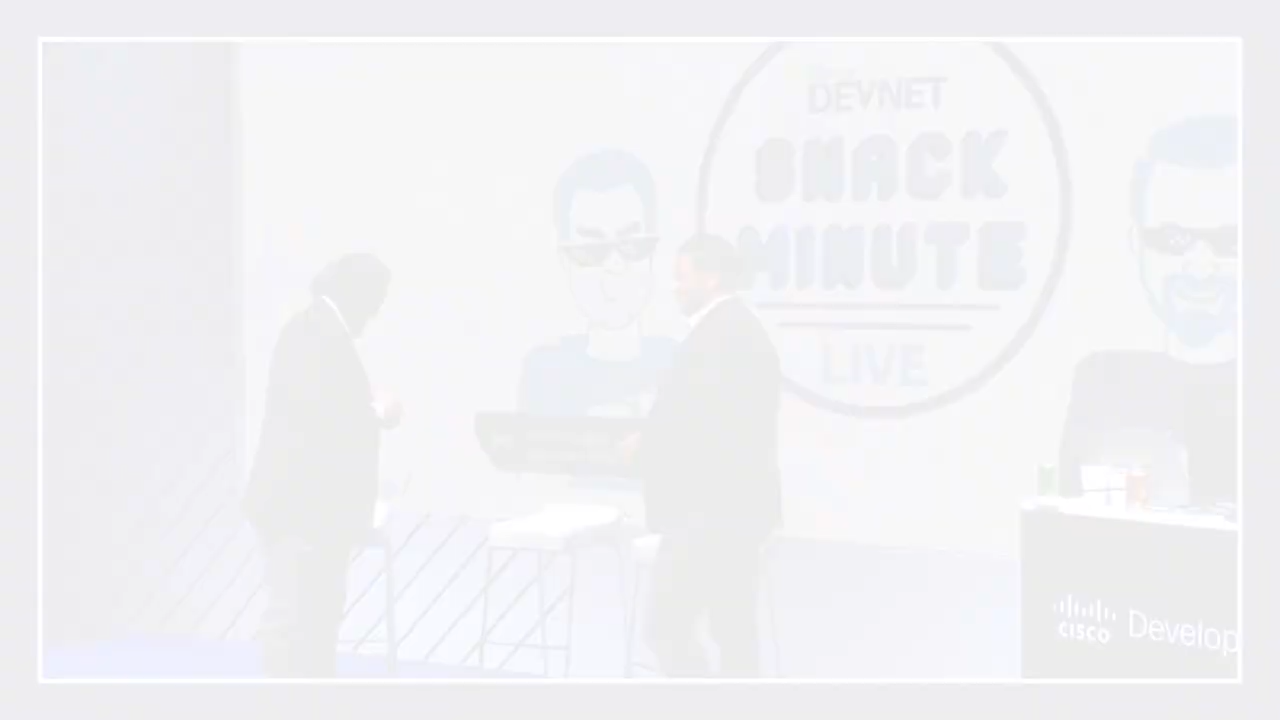 DEVNET
SNACK
MINUTE
LIVE
CISCO
Develop